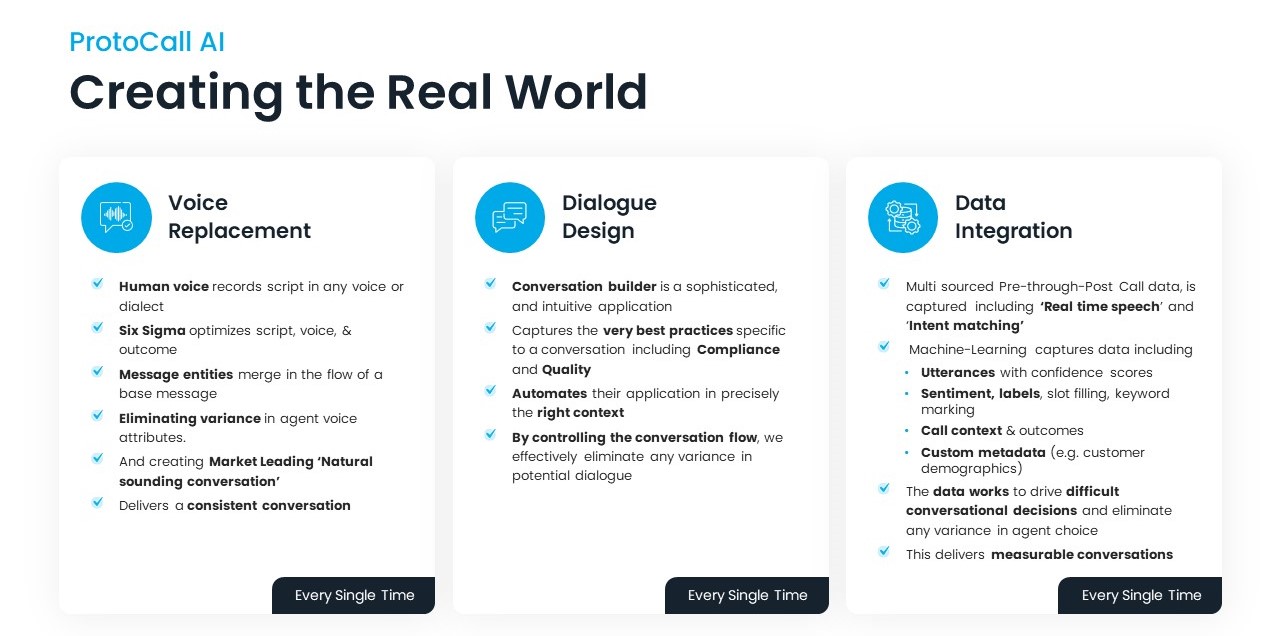 ProtoCall AI
Creating the Real World
Voice
Replacement
Human voice records script in any voice or
dialect
Six Sigma optimizes script, voice, &
outcome
Message entities merge in the flow of a
base message
Eliminating variance in agent voice
attributes.
And creating Market Leading ‘Natural
sounding conversation’
Delivers a consistent conversation
Every Single Time
Dialogue
Design
Conversation builder is a sophisticated,
and intuitive application
Captures the very best practices specific
to a conversation including Compliance
and Quality
Automates their application in precisely
the right context
By controlling the conversation flow, we
effectively eliminate any variance in
potential dialogue
Every Single Time
Data
Integration
Multi sourced Pre-through-Post Call data, is
captured including ‘Real time speech’ and
‘Intent matching’
Machine-Learning captures data including
Utterances with confidence scores
Sentiment, labels, slot filling, keyword
marking
Call context & outcomes
Custom metadata (e.g. customer
demographics)
The data works to drive difficult
conversational decisions and eliminate
any variance in agent choice
This delivers measurable conversations
Every Single Time